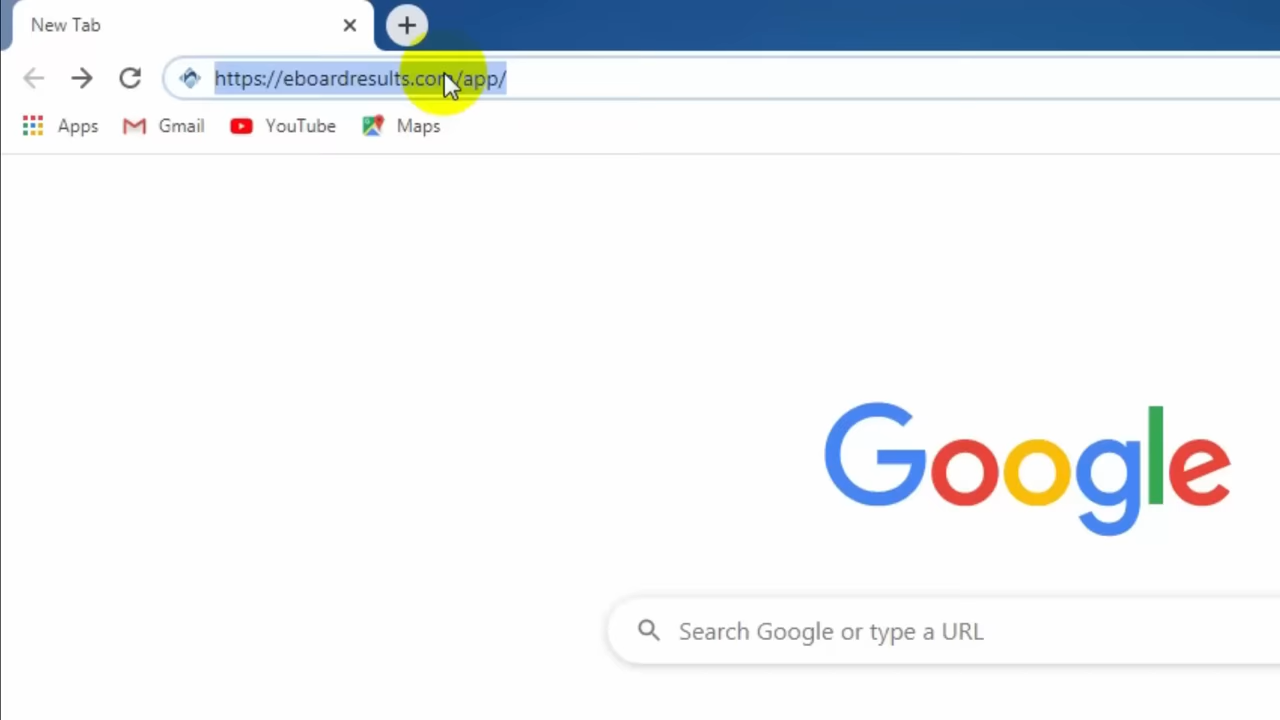 New Tab
https://eboardresults.com/app/
Apps Gmail YouTube Maps
Google
Search Google or type a URL